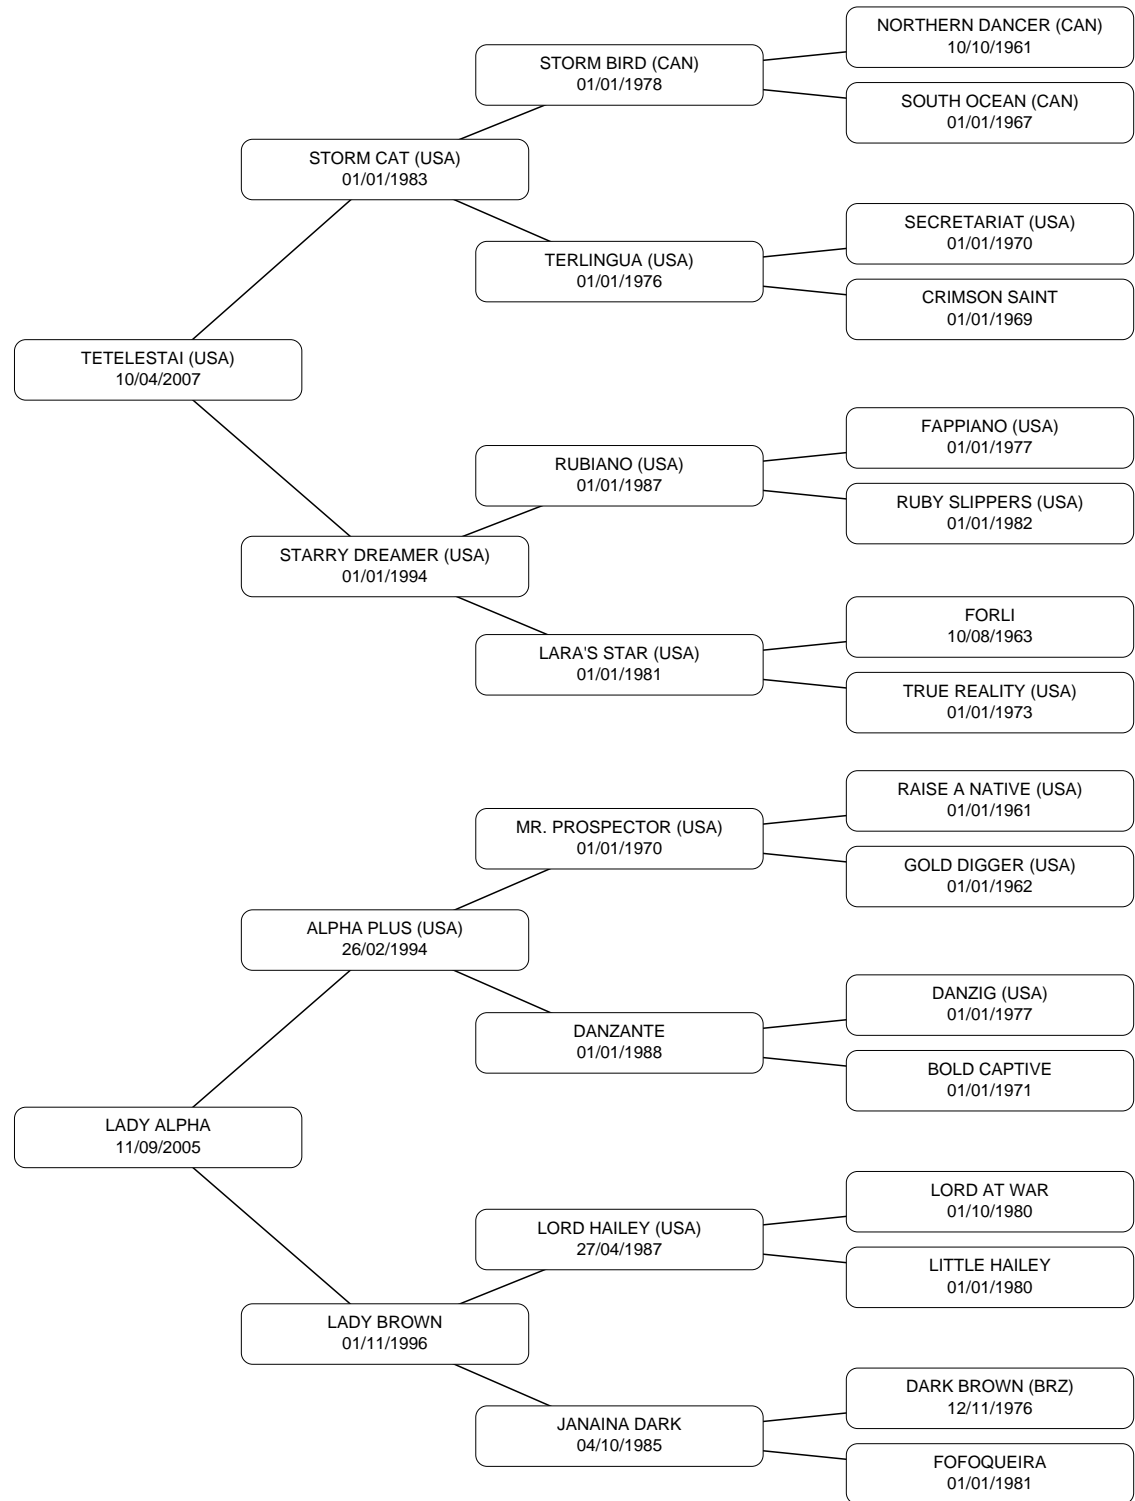 NORTHERN DANCER (CAN)
10/10/1961
STORM BIRD (CAN)
01/01/1978
SOUTH OCEAN (CAN)
01/01/1967
STORM CAT (USA)
01/01/1983
SECRETARIAT (USA)
01/01/1970
TERLINGUA (USA)
01/01/1976
CRIMSON SAINT
01/01/1969
TETELESTAI (USA)
10/04/2007
FAPPIANO (USA)
01/01/1977
RUBIANO (USA)
01/01/1987
RUBY SLIPPERS (USA)
01/01/1982
STARRY DREAMER (USA)
01/01/1994
FORLI
10/08/1963
LARA'S STAR (USA)
01/01/1981
TRUE REALITY (USA)
01/01/1973
RAISE A NATIVE (USA)
01/01/1961
MR. PROSPECTOR (USA)
01/01/1970
GOLD DIGGER (USA)
01/01/1962
ALPHA PLUS (USA)
26/02/1994
DANZIG (USA)
01/01/1977
DANZANTE
01/01/1988
BOLD CAPTIVE
01/01/1971
LADY ALPHA
11/09/2005
LORD AT WAR
01/10/1980
LORD HAILEY (USA)
27/04/1987
LITTLE HAILEY
01/01/1980
LADY BROWN
01/11/1996
DARK BROWN (BRZ)
12/11/1976
JANAINA DARK
04/10/1985
FOFOQUEIRA
01/01/1981